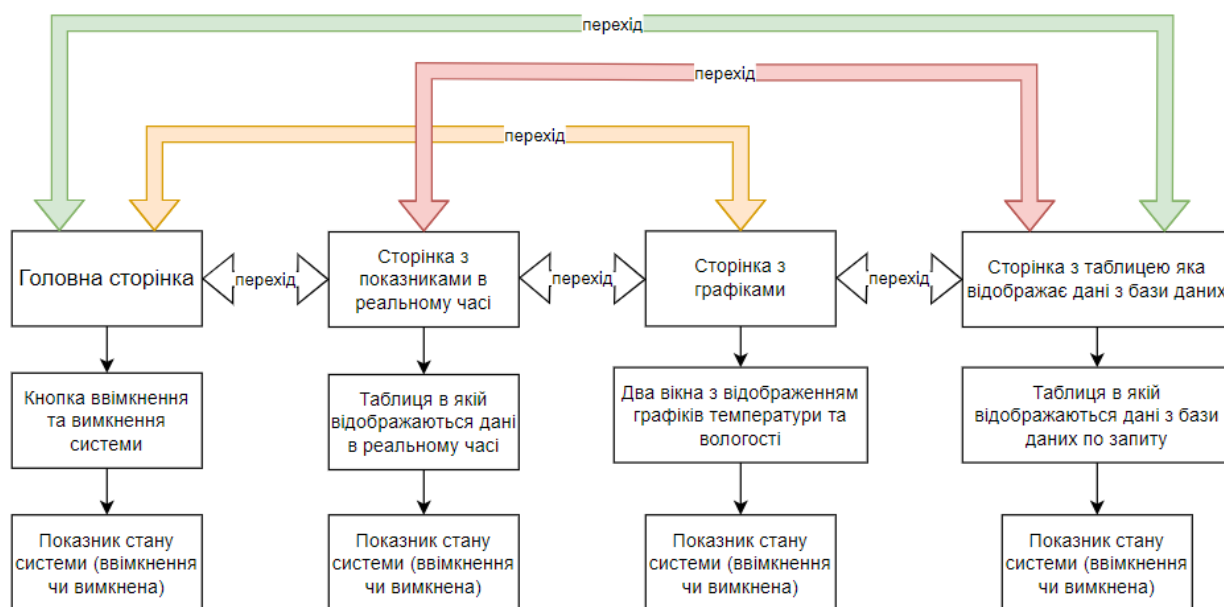 перехід
перехід
перехід
Головна сторінка
перехід
Сторінка з
показниками в
реальному часі
перехід
Сторінка з
графіками
перехід
Сторінка з таблицею яка
відображає дані з бази даних
Кнопка ввімкнення
та вимкнення
системи
Таблиця в якій
відображаються дані
в реальному часі
Два вікна з відображенням
графіків температури та
вологості
Таблиця в якій
відображаються дані з бази
даних по запиту
Показник стану
системи (ввімкнення
чи вимкнена)
Показник стану
системи (ввімкнення
чи вимкнена)
Показник стану
системи (ввімкнення
чи вимкнена)
Показник стану
системи (ввімкнення
чи вимкнена)